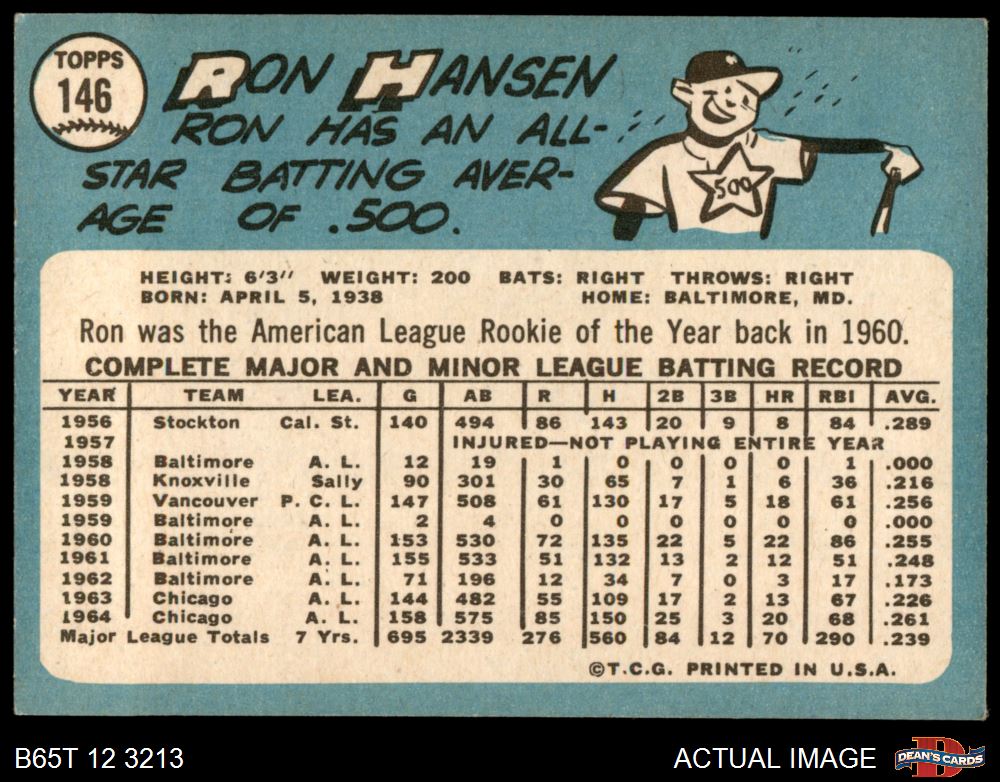 TOPPS
146
RON HANSEN
RON HAS AN ALL-
STAR BATTING AVER-
AGE OF .500.
500
HEIGHT: 6'3" WEIGHT: 200 BATS: RIGHT THROWS: RIGHT
BORN: APRIL 5, 1938 HOME: BALTIMORE, MD.
Ron was the American League Rookie of the Year back in 1960.
COMPLETE MAJOR AND MINOR LEAGUE BATTING RECORD
YEAR TEAM LEA. G AB R H 2B 3B HR RBI AVG.
1956 Stockton Cal. St. 140 494 86 143 20 9 8 84 .289
1957 INJURED—NOT PLAYING ENTIRE YEAR
1958 Baltimore A. L. 12 19 1 0 0 0 0 1 .000
1958 Knoxville Sally 90 301 30 65 7 1 6 36 .216
1959 Vancouver P. C. L. 147 508 61 130 17 5 18 61 .256
1959 Baltimore A. L. 2 4 0 0 0 0 0 0 .000
1960 Baltimore A. L. 153 530 72 135 22 5 22 86 .255
1961 Baltimore A. L. 155 533 51 132 13 2 12 51 .248
1962 Baltimore A. L. 71 196 12 34 7 0 3 17 .173
1963 Chicago A. L. 144 482 55 109 17 2 13 67 .226
1964 Chicago A. L. 158 575 85 150 25 3 20 68 .261
Major League Totals 7 Yrs. 695 2339 276 560 84 12 70 290 .239
©T.C.G. PRINTED IN U.S.A.
B65T 12 3213 ACTUAL IMAGE
D
DEAN'S CARDS